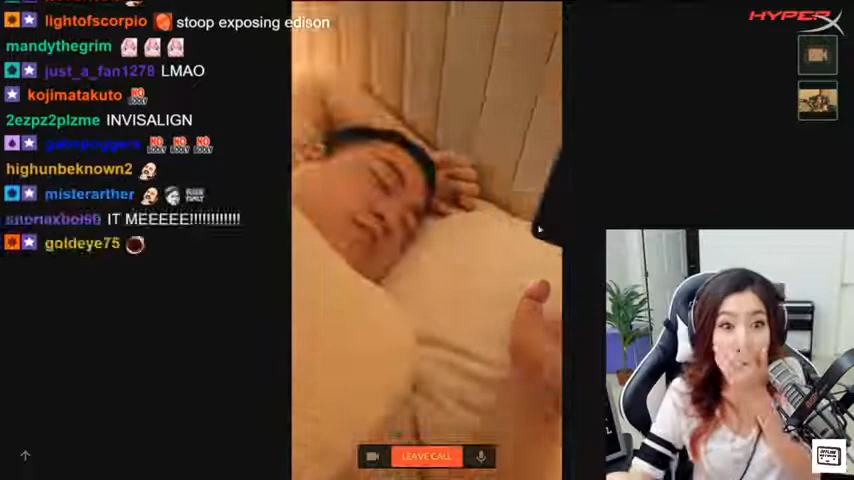 lightofscorpio stoop exposing edison
mandythegrim
just_a_fan1278 LMAO
kojimatakuto
2ezpz2plzme INVISALIGN
highunbeknown2
misterarther
IT MEEEEE!!!!!!!!!!!!
goldeye75
HYPERX
LEAVE CALL